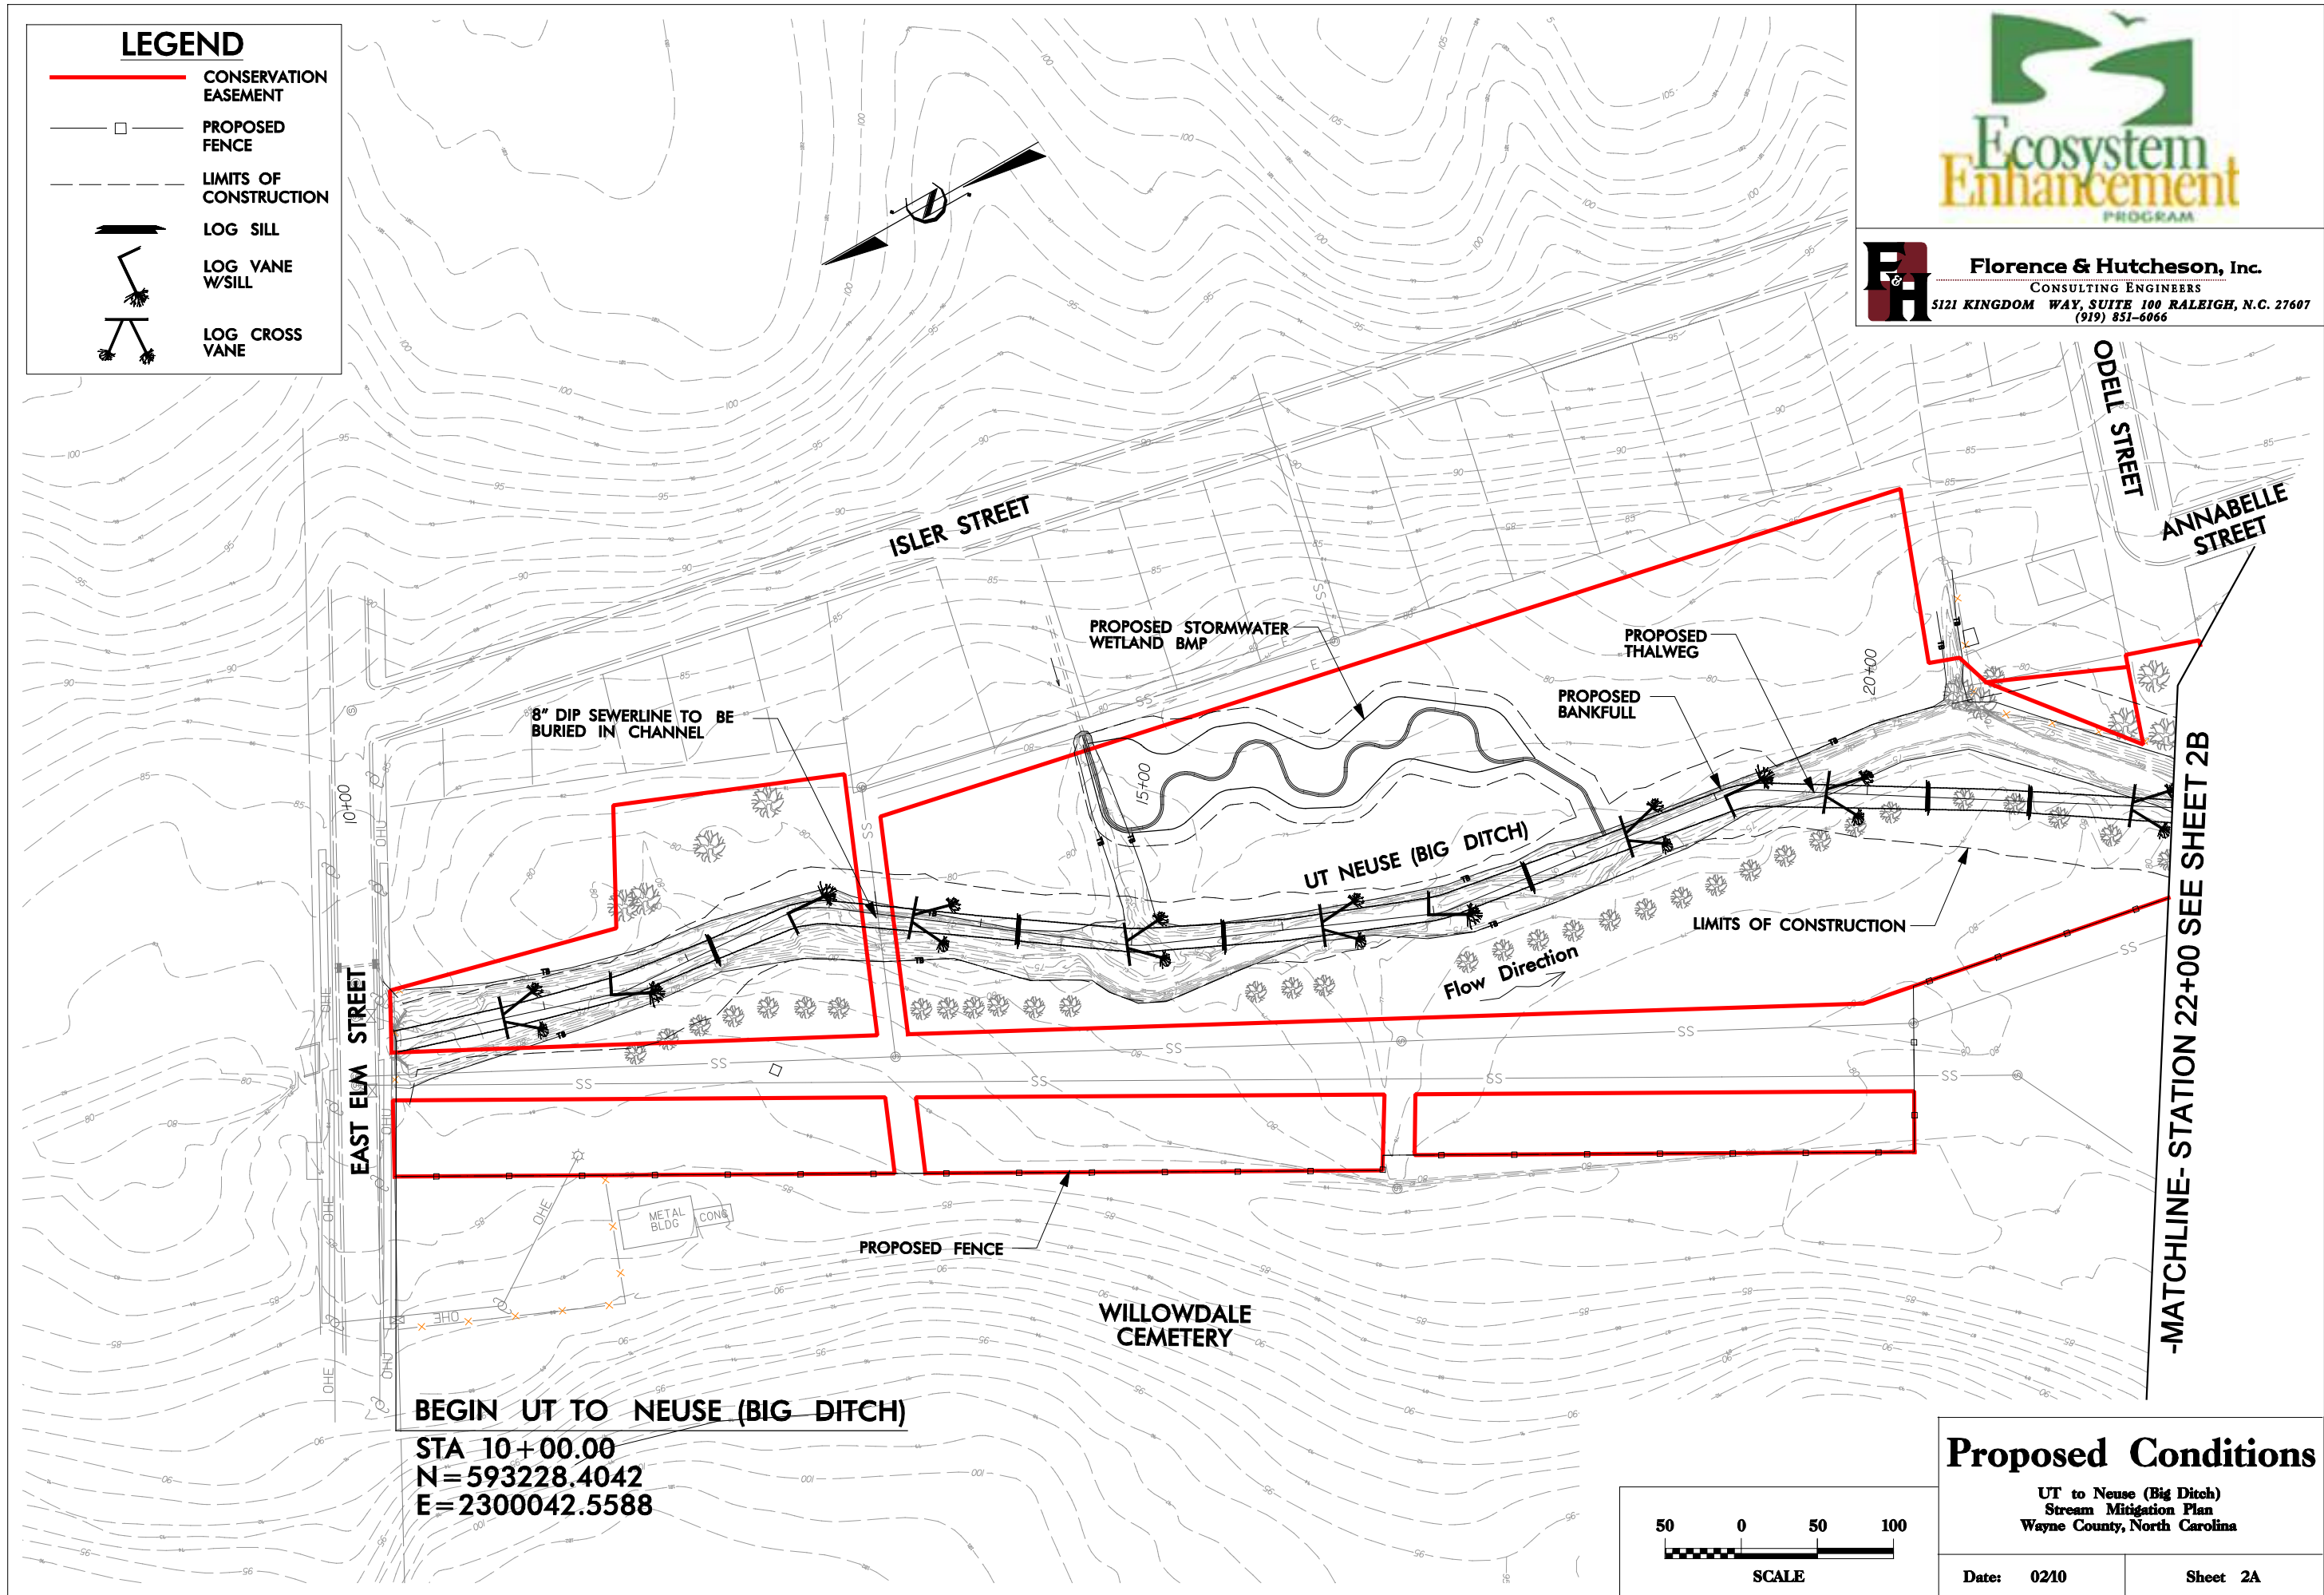 LEGEND
CONSERVATION
EASEMENT
PROPOSED
FENCE
LIMITS OF
CONSTRUCTION
LOG SILL
LOG VANE
W/SILL
LOG CROSS
VANE
Ecosystem
Enhancement
PROGRAM
F&H
Florence & Hutcheson, Inc.
CONSULTING ENGINEERS
5121 KINGDOM WAY, SUITE 100 RALEIGH, N.C. 27607
(919) 851-6066
ODELL STREET
ANNABELLE
STREET
ISLER STREET
PROPOSED STORMWATER
WETLAND BMP
PROPOSED
THALWEG
PROPOSED
BANKFULL
8" DIP SEWERLINE TO BE
BURIED IN CHANNEL
10+00
15+00
20+00
UT NEUSE (BIG DITCH)
LIMITS OF CONSTRUCTION
Flow Direction
EAST ELM STREET
-MATCHLINE- STATION 22+00 SEE SHEET 2B
METAL
BLDG
CONC
PROPOSED FENCE
WILLOWDALE
CEMETERY
BEGIN UT TO NEUSE (BIG DITCH)
STA 10+00.00
N=593228.4042
E=2300042.5588
50 0 50 100
SCALE
Proposed Conditions
UT to Neuse (Big Ditch)
Stream Mitigation Plan
Wayne County, North Carolina
Date: 02/10
Sheet 2A